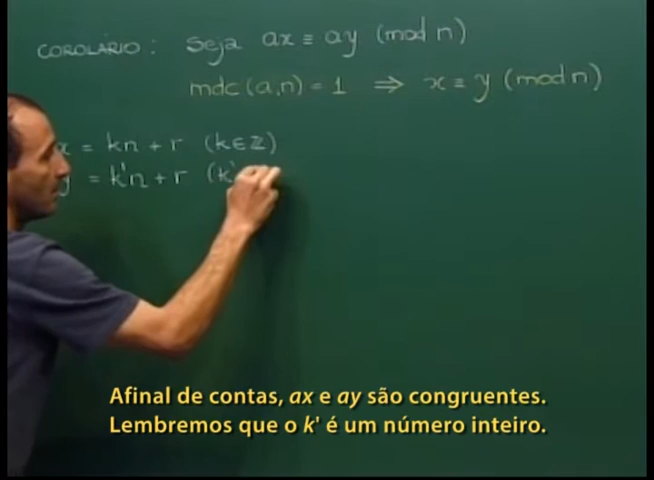 COROLÁRIO : Seja ax ≡ ay (mod n)
mdc (a,n) = 1 ⇒ x ≡ y (mod n)
x = kn + r (k∈ℤ)
y = k'n + r (k'
Afinal de contas, ax e ay são congruentes.
Lembremos que o k' é um número inteiro.